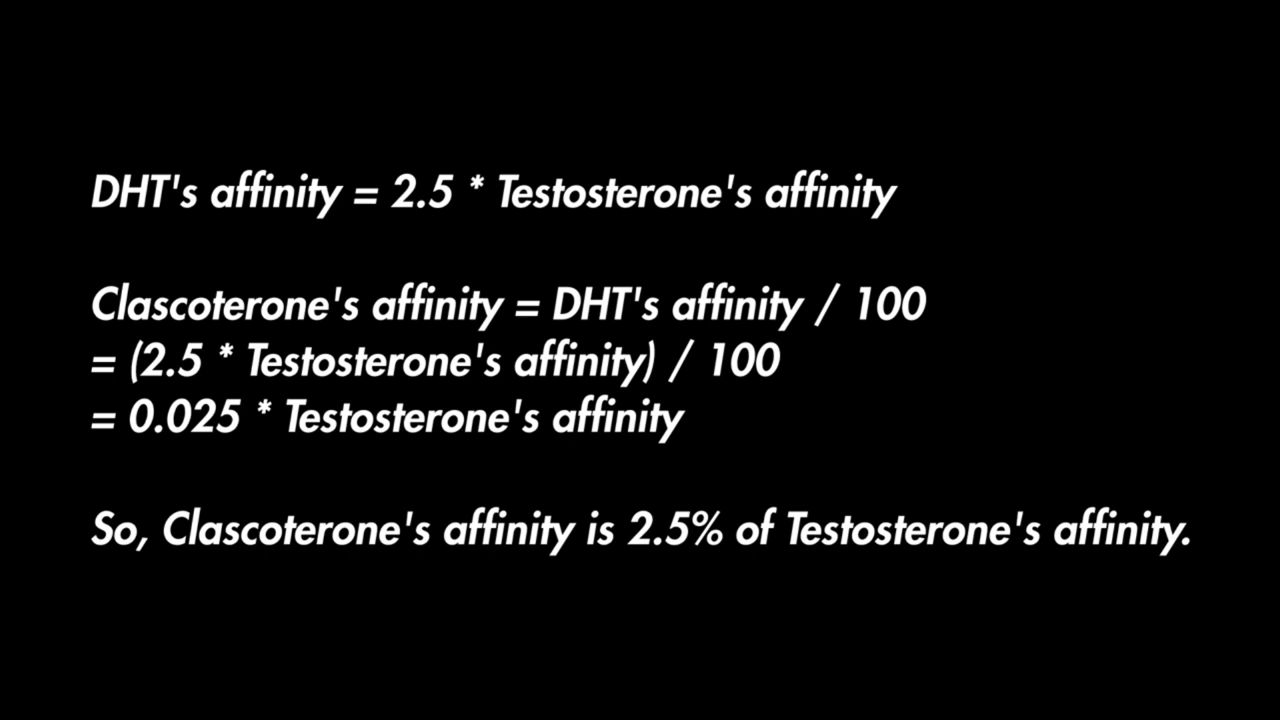 DHT's affinity = 2.5 * Testosterone's affinity
Clascoterone's affinity = DHT's affinity / 100
= (2.5 * Testosterone's affinity) / 100
= 0.025 * Testosterone's affinity
So, Clascoterone's affinity is 2.5% of Testosterone's affinity.